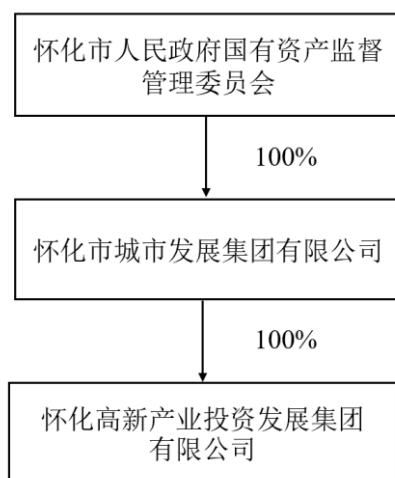 怀化市人民政府国有资产监督
管理委员会
100%
怀化市城市发展集团有限公司
100%
怀化高新产业投资发展集团
有限公司